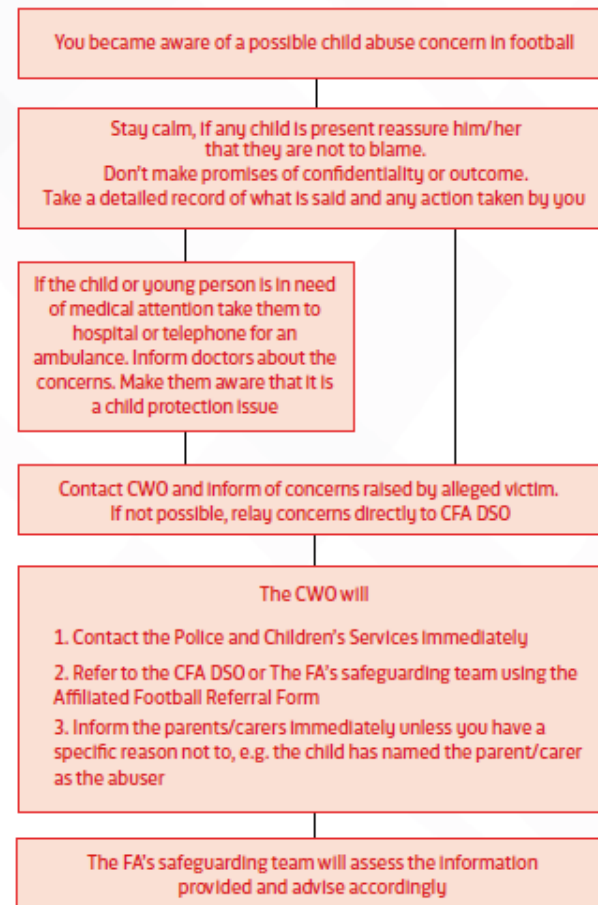 You became aware of a possible child abuse concern in football
Stay calm, if any child is present reassure him/her
that they are not to blame.
Don't make promises of confidentiality or outcome.
Take a detailed record of what is said and any action taken by you
If the child or young person is in need
of medical attention take them to
hospital or telephone for an
ambulance. Inform doctors about the
concerns. Make them aware that it is
a child protection issue
Contact CWO and inform of concerns raised by alleged victim.
If not possible, relay concerns directly to CFA DSO
The CWO will
1. Contact the Police and Children's Services immediately
2. Refer to the CFA DSO or The FA's safeguarding team using the
Affiliated Football Referral Form
3. Inform the parents/carers immediately unless you have a
specific reason not to, e.g. the child has named the parent/carer
as the abuser
The FA's safeguarding team will assess the information
provided and advise accordingly